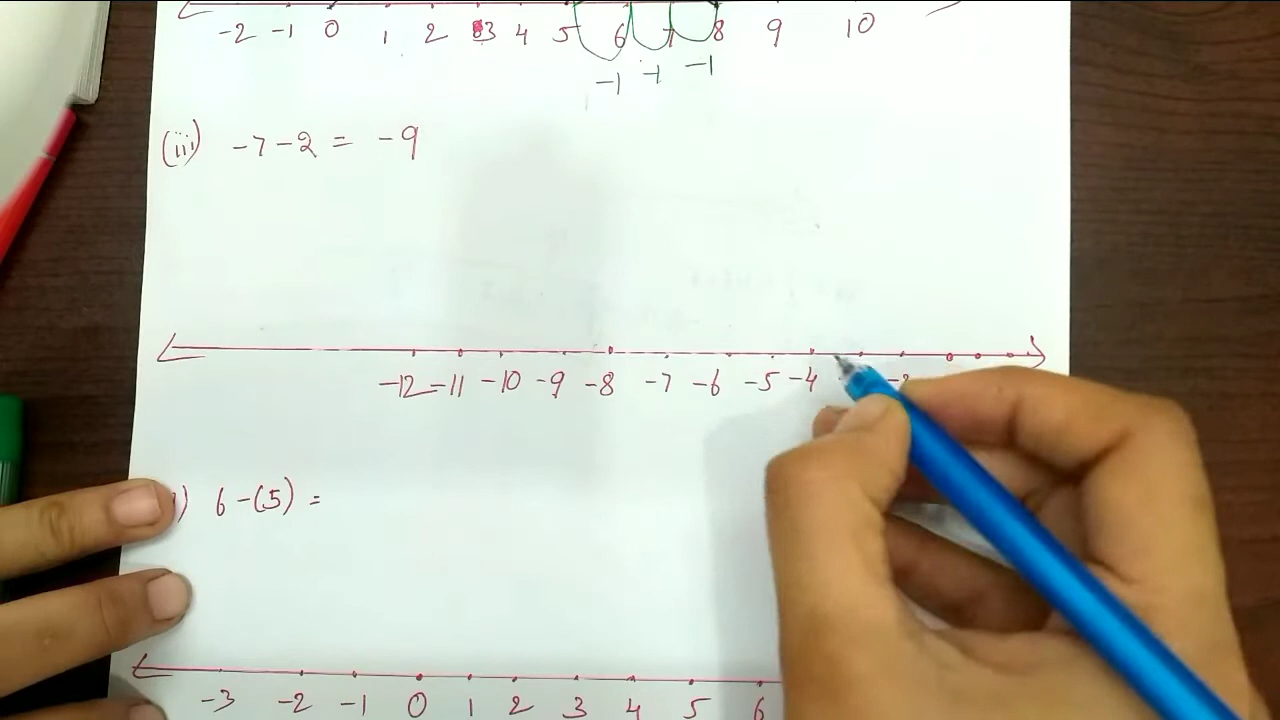 -2 -1 0 1 2 3 4 5 6 7 8 9 10
-1 -1 -1
(iii) -7-2 = -9
-12 -11 -10 -9 -8 -7 -6 -5 -4 -2
) 6-(5) =
-3 -2 -1 0 1 2 3 4 5 6